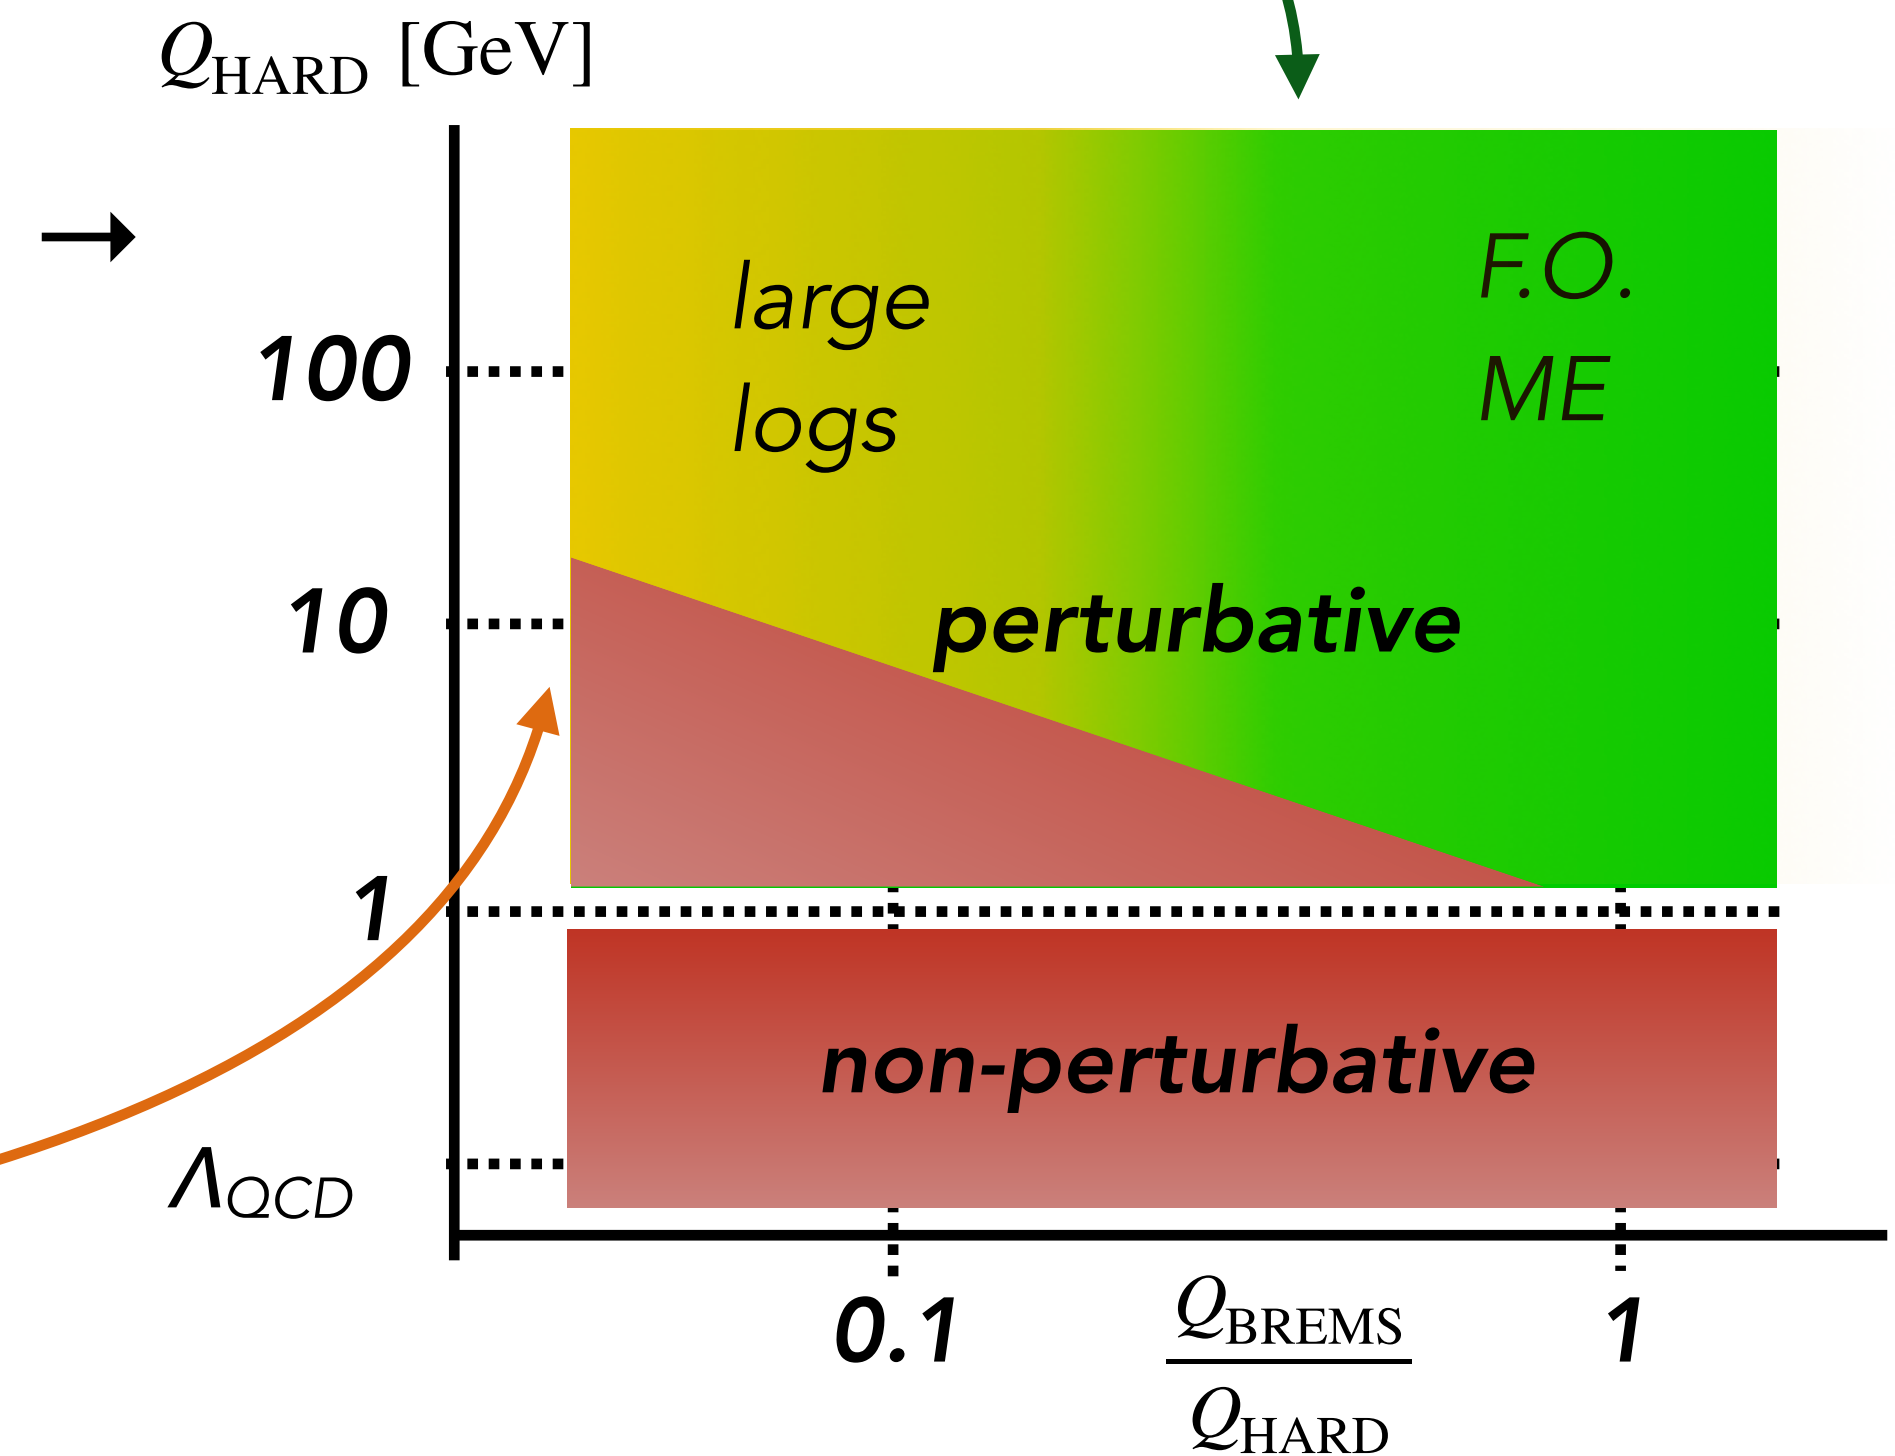 Q_HARD [GeV]
large
logs
F.O.
ME
100
10
perturbative
1
non-perturbative
Λ_QCD
0.1
1
Q_BREMS
Q_HARD